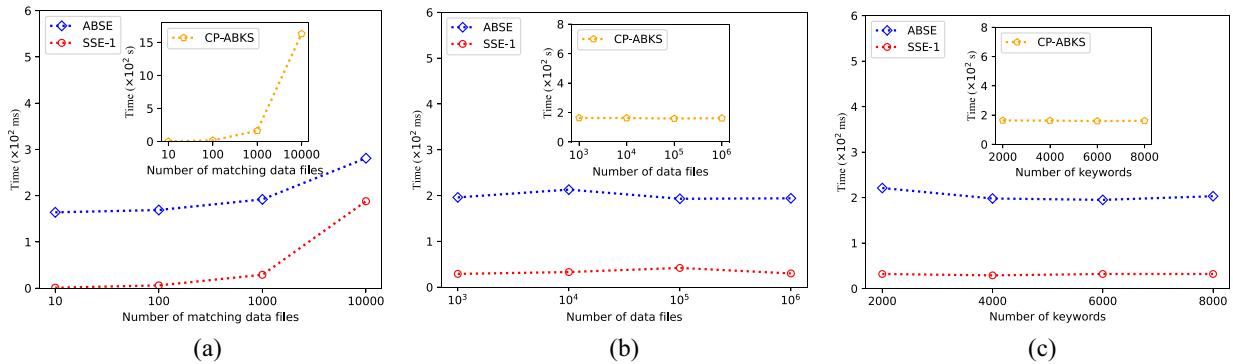 6
5
4
3
2
1
0
Time (×10² ms)
ABSE
SSE-1
CP-ABKS
15
10
5
0
Time (×10² s)
10 100 1000 10000
Number of matching data files
10 100 1000 10000
Number of matching data files
(a)
6
5
4
3
2
1
0
Time (×10² ms)
ABSE
SSE-1
CP-ABKS
8
6
4
2
0
Time (×10² s)
10³ 10⁴ 10⁵ 10⁶
Number of data files
10³ 10⁴ 10⁵ 10⁶
Number of data files
(b)
6
5
4
3
2
1
0
Time (×10² ms)
ABSE
SSE-1
CP-ABKS
8
6
4
2
0
Time (×10² s)
2000 4000 6000 8000
Number of keywords
2000 4000 6000 8000
Number of keywords
(c)